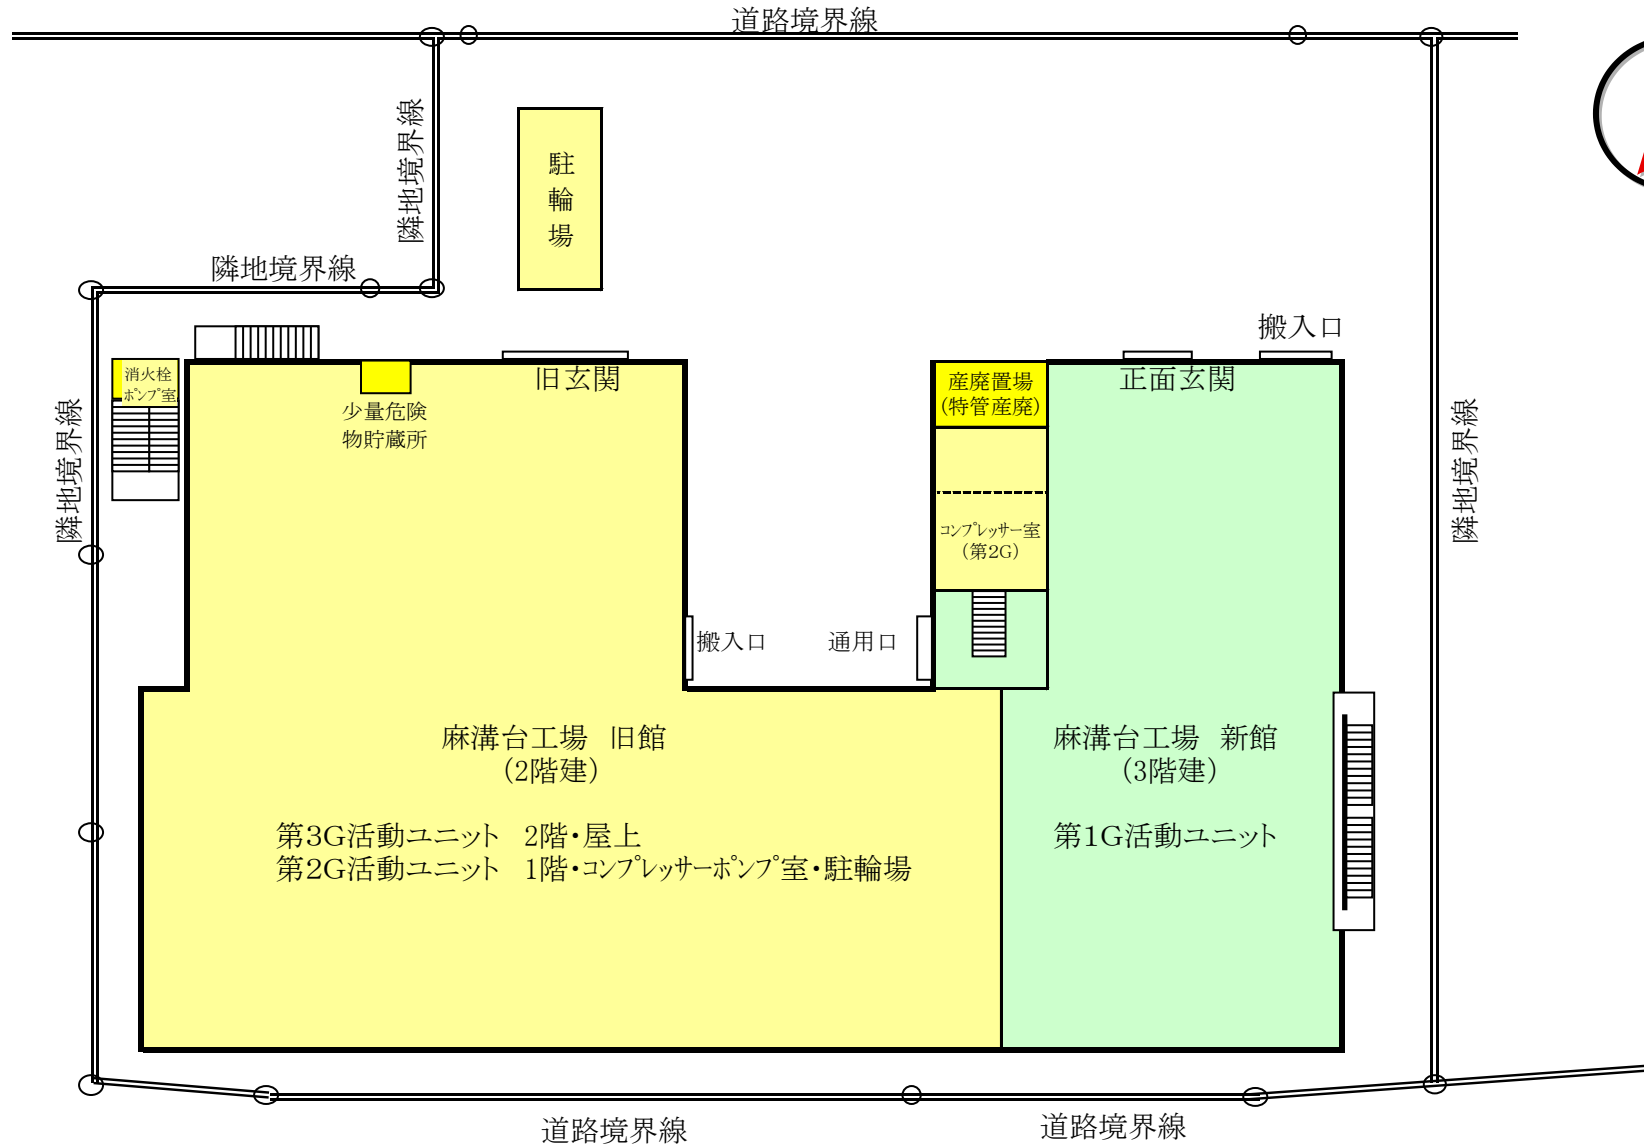 道路境界線
隣地境界線
駐輪場
隣地境界線
搬入口
消火栓
ポンプ室
旧玄関
産廃置場
(特管産廃)
正面玄関
少量危険
物貯蔵所
隣地境界線
隣地境界線
コンプレッサー室
(第2G)
搬入口
通用口
麻溝台工場 旧館
(2階建)
麻溝台工場 新館
(3階建)
第3G活動ユニット 2階・屋上
第2G活動ユニット 1階・コンプレッサーポンプ室・駐輪場
第1G活動ユニット
道路境界線
道路境界線